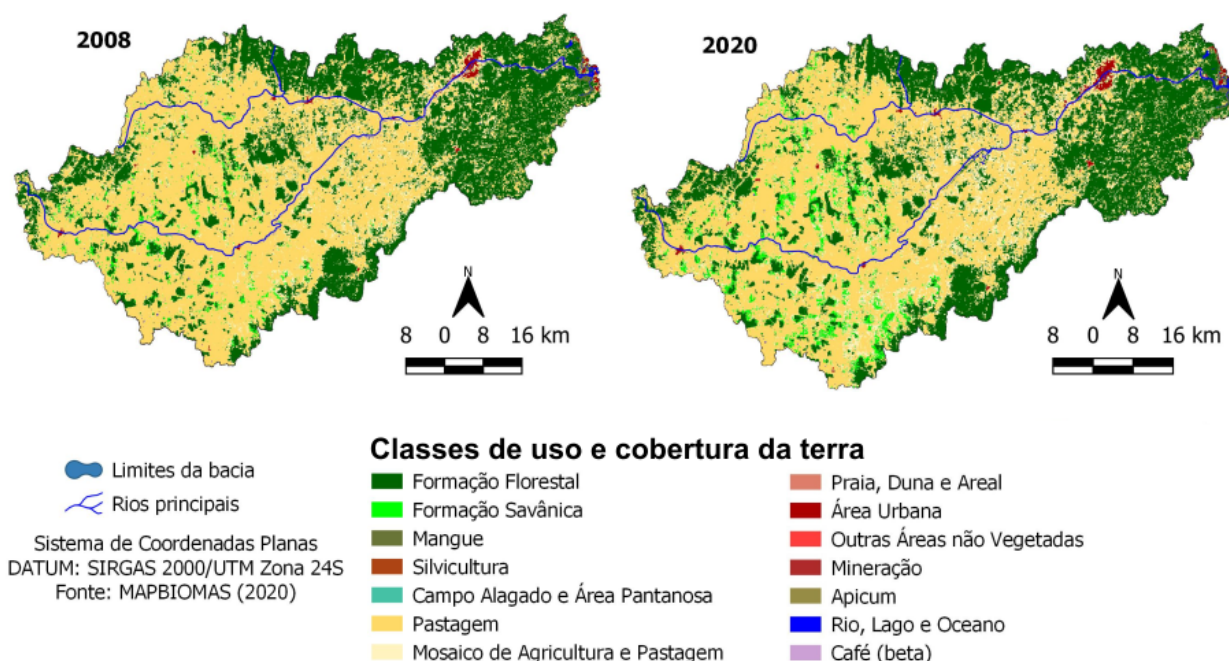 2008
2020
N
8 0 8 16 km
N
8 0 8 16 km
Classes de uso e cobertura da terra
Limites da bacia
Rios principais
Sistema de Coordenadas Planas
DATUM: SIRGAS 2000/UTM Zona 24S
Fonte: MAPBIOMAS (2020)
Formação Florestal
Formação Savânica
Mangue
Silvicultura
Campo Alagado e Área Pantanosa
Pastagem
Mosaico de Agricultura e Pastagem
Praia, Duna e Areal
Área Urbana
Outras Áreas não Vegetadas
Mineração
Apicum
Rio, Lago e Oceano
Café (beta)